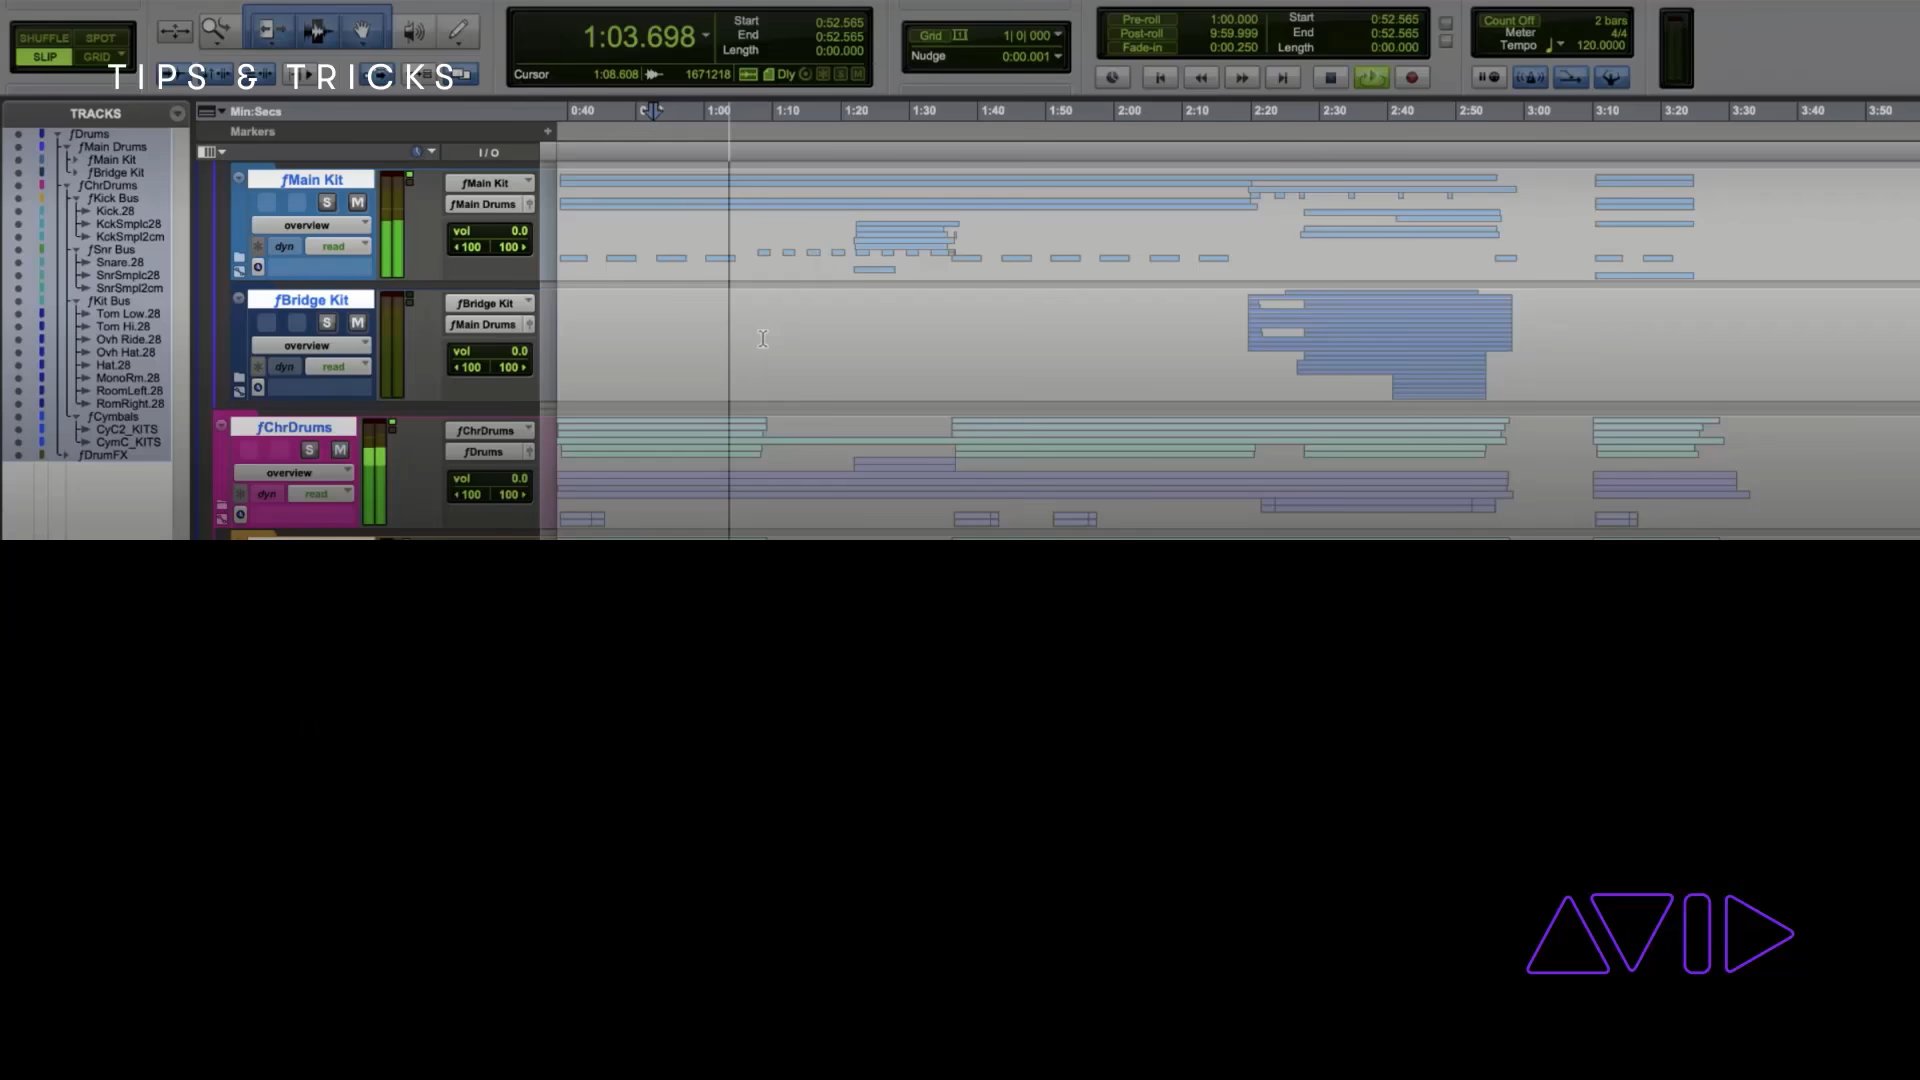 SHUFFLE SPOT
SLIP GRID
TIPS & TRICKS
1:03.698
Start 0:52.565
End 0:52.565
Length 0:00.000
Cursor 1:08.608 1671218 Dly S M
Grid 1| 0| 000
Nudge 0:00.001
Pre-roll 1:00.000
Post-roll 9:59.999
Fade-in 0:00.250
Start 0:52.565
End 0:52.565
Length 0:00.000
Count Off 2 bars
Meter 4/4
Tempo 120.0000
TRACKS
ƒDrums
ƒMain Drums
ƒMain Kit
ƒBridge Kit
ƒChrDrums
ƒKick Bus
Kick.28
KckSmplc28
KckSmpl2cm
ƒSnr Bus
Snare.28
SnrSmplc28
SnrSmpl2cm
ƒKit Bus
Tom Low.28
Tom Hi.28
Ovh Ride.28
Ovh Hat.28
Hat.28
MonoRm.28
RoomLeft.28
RomRight.28
ƒCymbals
CyC2_KITS
CymC_KITS
ƒDrumFX
Min:Secs 0:40 1:00 1:10 1:20 1:30 1:40 1:50 2:00 2:10 2:20 2:30 2:40 2:50 3:00 3:10 3:20 3:30 3:40 3:50
Markers
I / O
ƒMain Kit
S M
overview
dyn read
ƒMain Kit
ƒMain Drums
vol 0.0
100 100
ƒBridge Kit
S M
overview
dyn read
ƒBridge Kit
ƒMain Drums
vol 0.0
100 100
ƒChrDrums
S M
overview
dyn read
ƒChrDrums
ƒDrums
vol 0.0
100 100
AVID